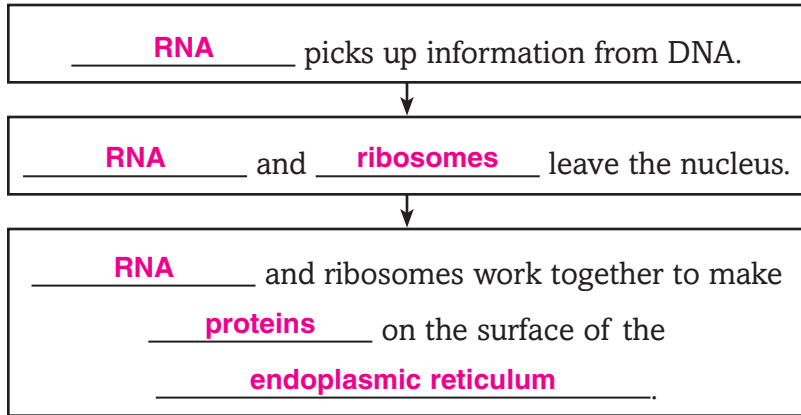 RNA picks up information from DNA.
RNA and ribosomes leave the nucleus.
RNA and ribosomes work together to make
proteins on the surface of the
endoplasmic reticulum.